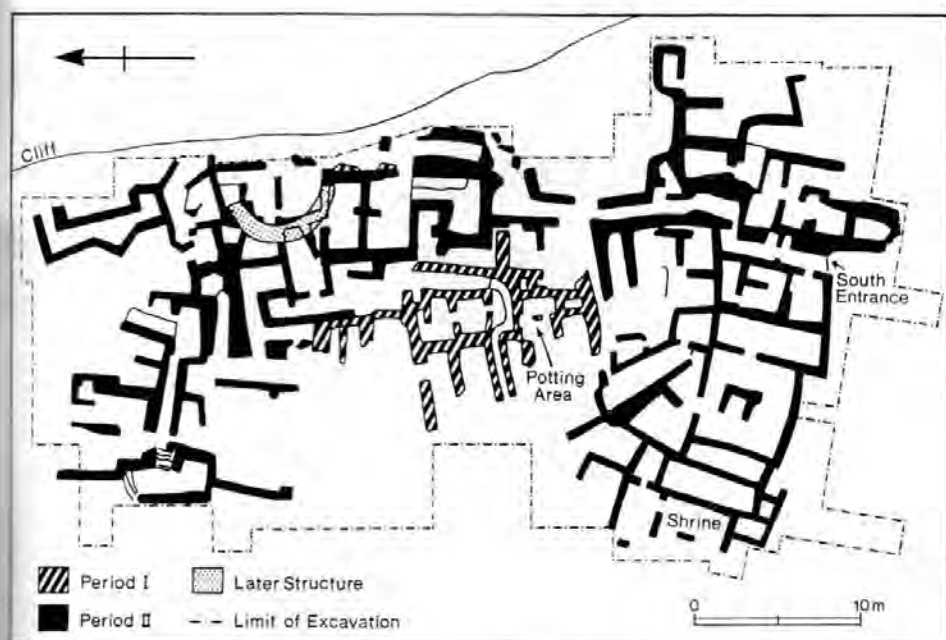 Cliff
South
Entrance
Potting
Area
Shrine
Period I
Later Structure
Period II
Limit of Excavation
0 10m